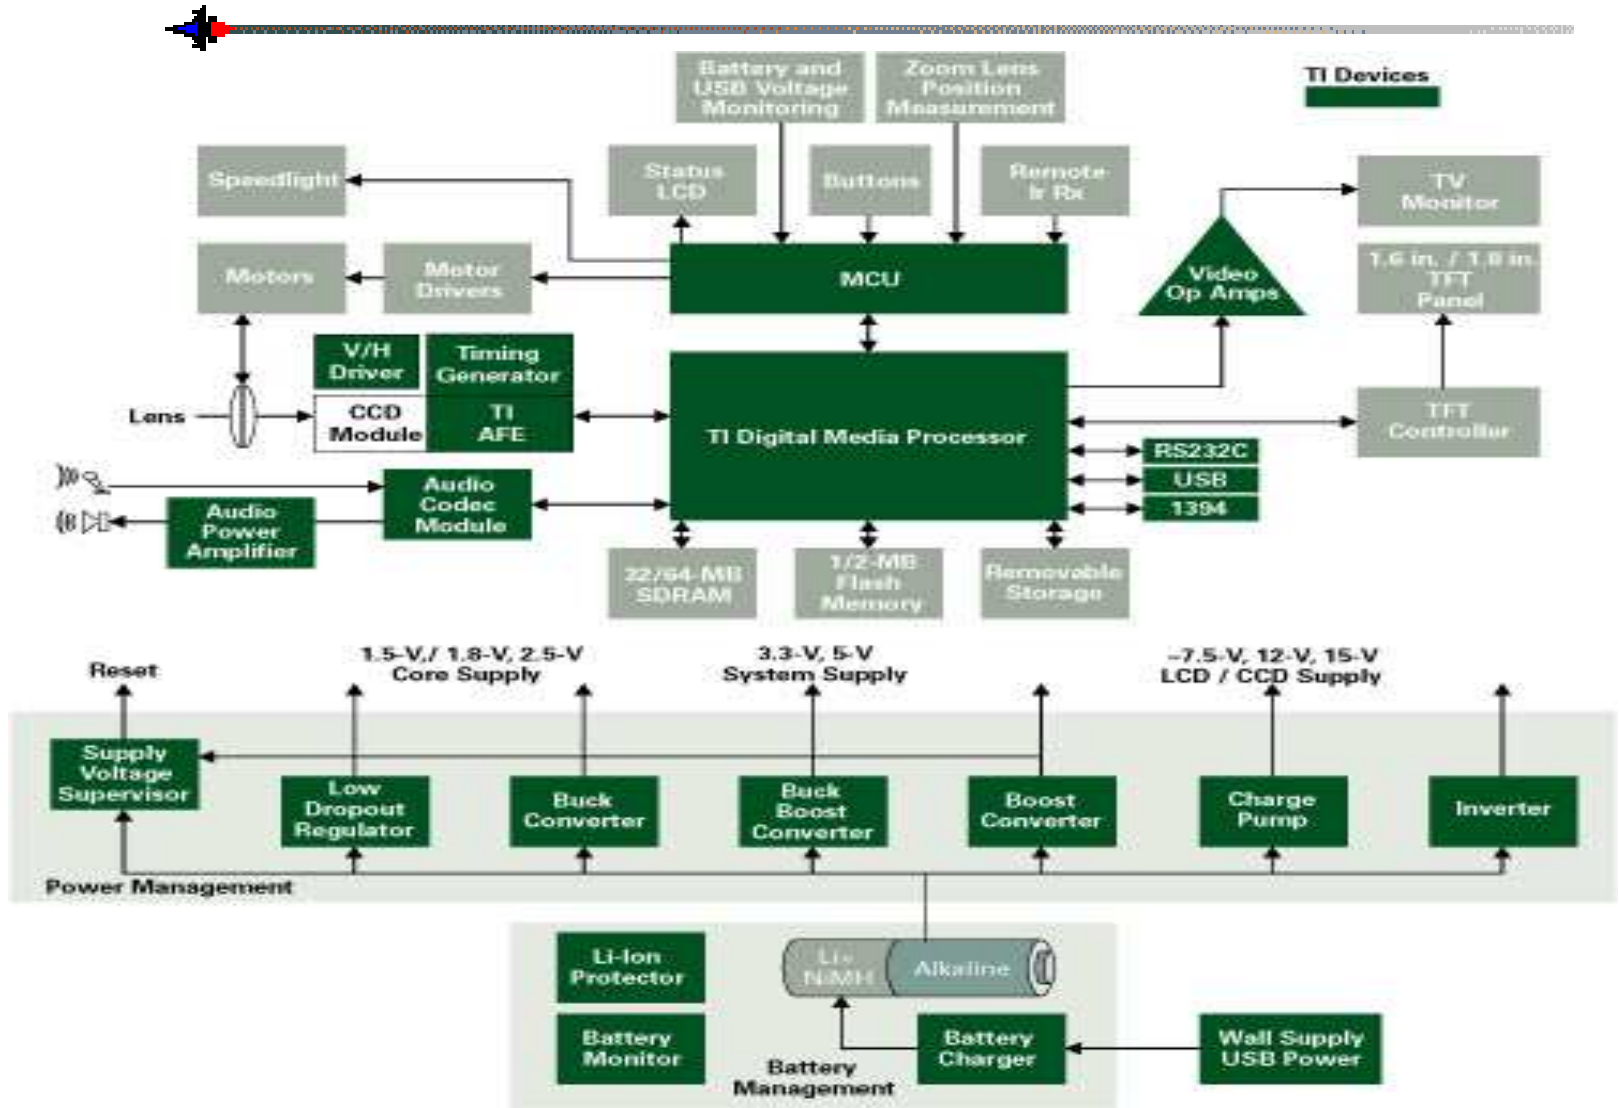 Battery and
USB Voltage
Monitoring
Zoom Lens
Position
Measurement
TI Devices
Speedlight
Status
LCD
Buttons
Remote
Ir Rx
TV
Monitor
Motors
Motor
Drivers
MCU
Video
Op Amps
1.6 in. / 1.8 in.
TFT
Panel
V/H
Driver
Timing
Generator
Lens
CCD
Module
TI
AFE
TI Digital Media Processor
TFT
Controller
RS232C
USB
1394
Audio
Codec
Module
Audio
Power
Amplifier
32/64-MB
SDRAM
1/2-MB
Flash
Memory
Removable
Storage
Reset
1.5-V,/ 1.8-V, 2.5-V
Core Supply
3.3-V, 5-V
System Supply
–7.5-V, 12-V, 15-V
LCD / CCD Supply
Supply
Voltage
Supervisor
Low
Dropout
Regulator
Buck
Converter
Buck
Boost
Converter
Boost
Converter
Charge
Pump
Inverter
Power Management
Li-Ion
Protector
Li+
NiMH
Alkaline
Battery
Monitor
Battery
Charger
Wall Supply
USB Power
Battery
Management